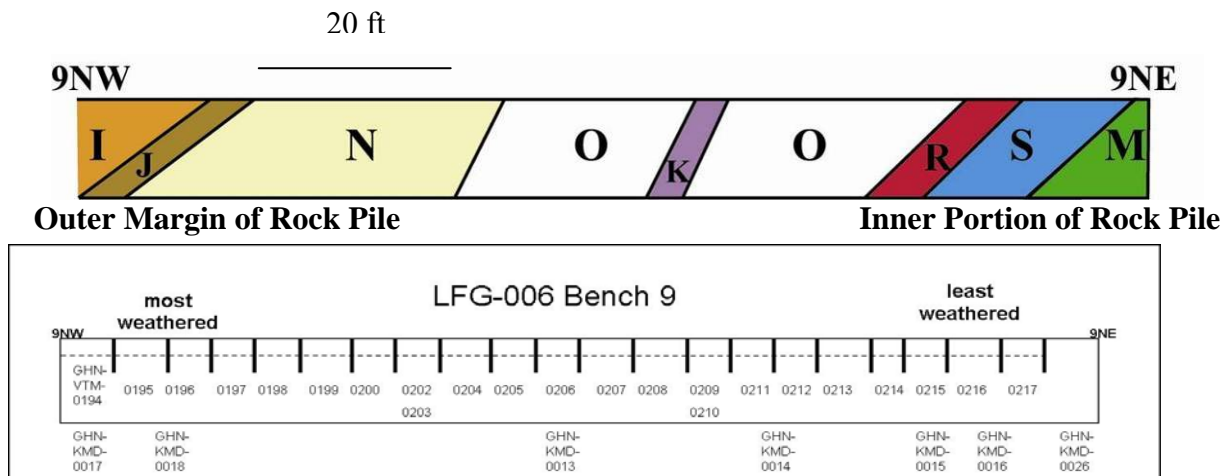 20 ft
9NW 9NE
I J N O K O R S M
Outer Margin of Rock Pile Inner Portion of Rock Pile
LFG-006 Bench 9
most
weathered
least
weathered
9NW 9NE
GHN-
VTM-
0194
0195 0196 0197 0198 0199 0200 0202 0204 0205 0206 0207 0208 0209 0211 0212 0213 0214 0215 0216 0217
0203 0210
GHN-
KMD-
0017
GHN-
KMD-
0018
GHN-
KMD-
0013
GHN-
KMD-
0014
GHN-
KMD-
0015
GHN-
KMD-
0016
GHN-
KMD-
0026